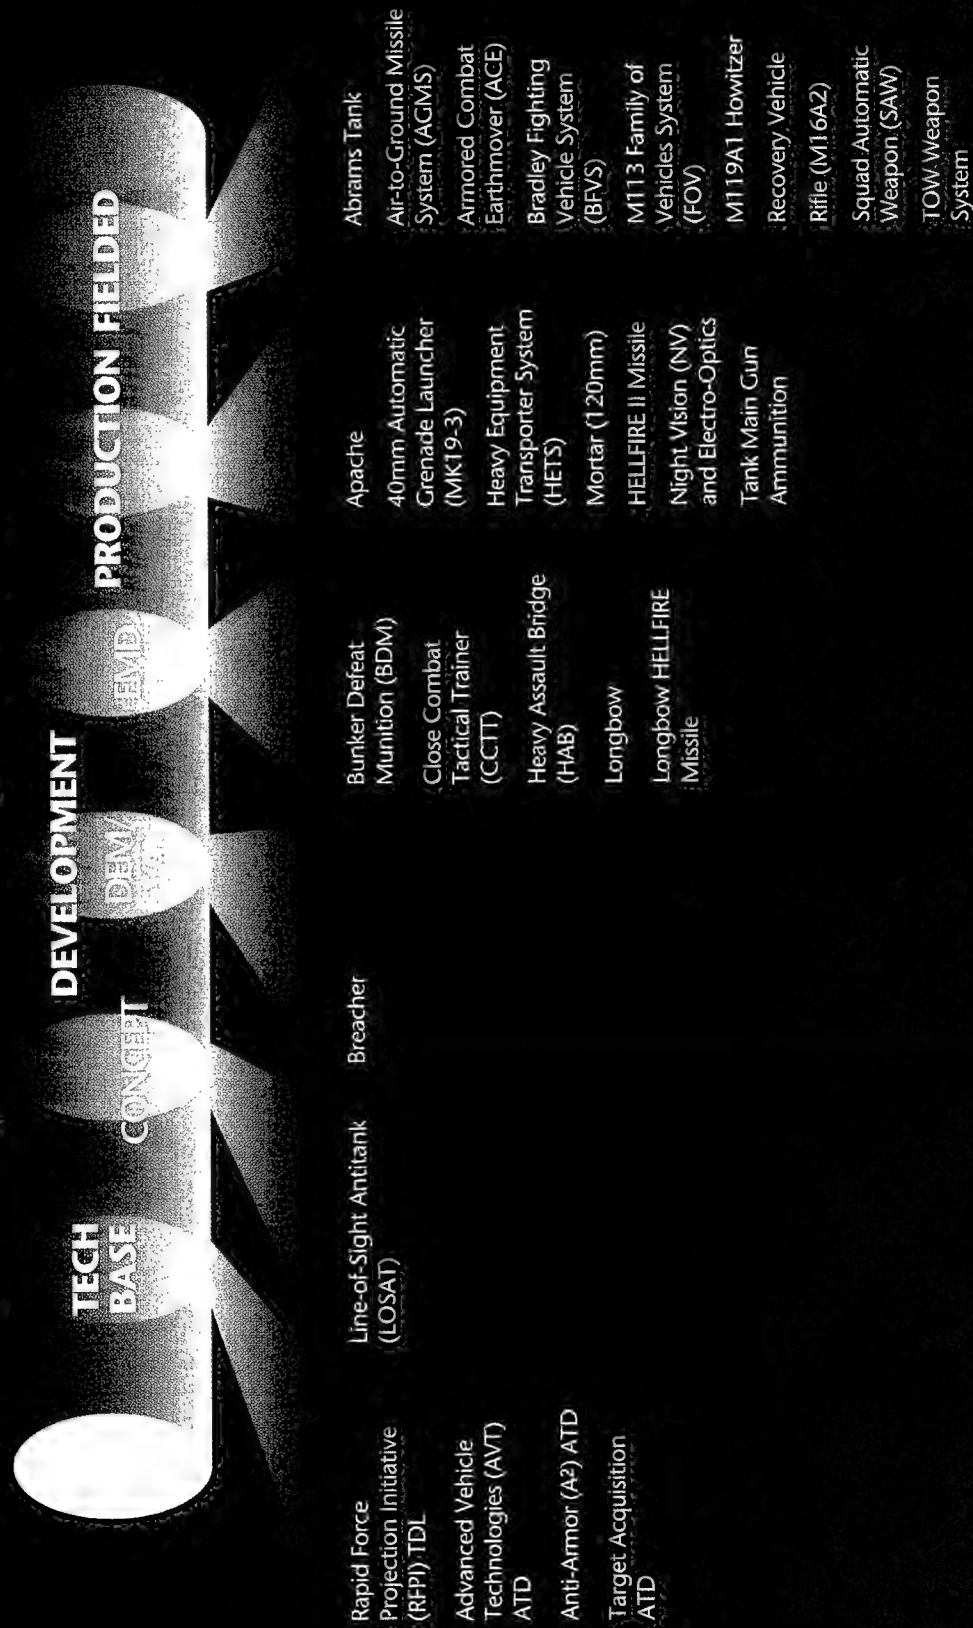 TECH
BASE
DEVELOPMENT
CONCEPT
DEM/
VAL
EMD
PRODUCTION FIELDED
Rapid Force
Projection Initiative
(RFPI) TDL
Advanced Vehicle
Technologies (AVT)
ATD
Anti-Armor (A²) ATD
Target Acquisition
ATD
Line-of-Sight Antitank
(LOSAT)
Breacher
Bunker Defeat
Munition (BDM)
Close Combat
Tactical Trainer
(CCTT)
Heavy Assault Bridge
(HAB)
Longbow
Longbow HELLFIRE
Missile
Apache
40mm Automatic
Grenade Launcher
(MK19-3)
Heavy Equipment
Transporter System
(HETS)
Mortar (120mm)
HELLFIRE II Missile
Night Vision (NV)
and Electro-Optics
Tank Main Gun
Ammunition
Abrams Tank
Air-to-Ground Missile
System (AGMS)
Armored Combat
Earthmover (ACE)
Bradley Fighting
Vehicle System
(BFVS)
M113 Family of
Vehicles System
(FOV)
M119A1 Howitzer
Recovery Vehicle
Rifle (M16A2)
Squad Automatic
Weapon (SAW)
TOW Weapon
System